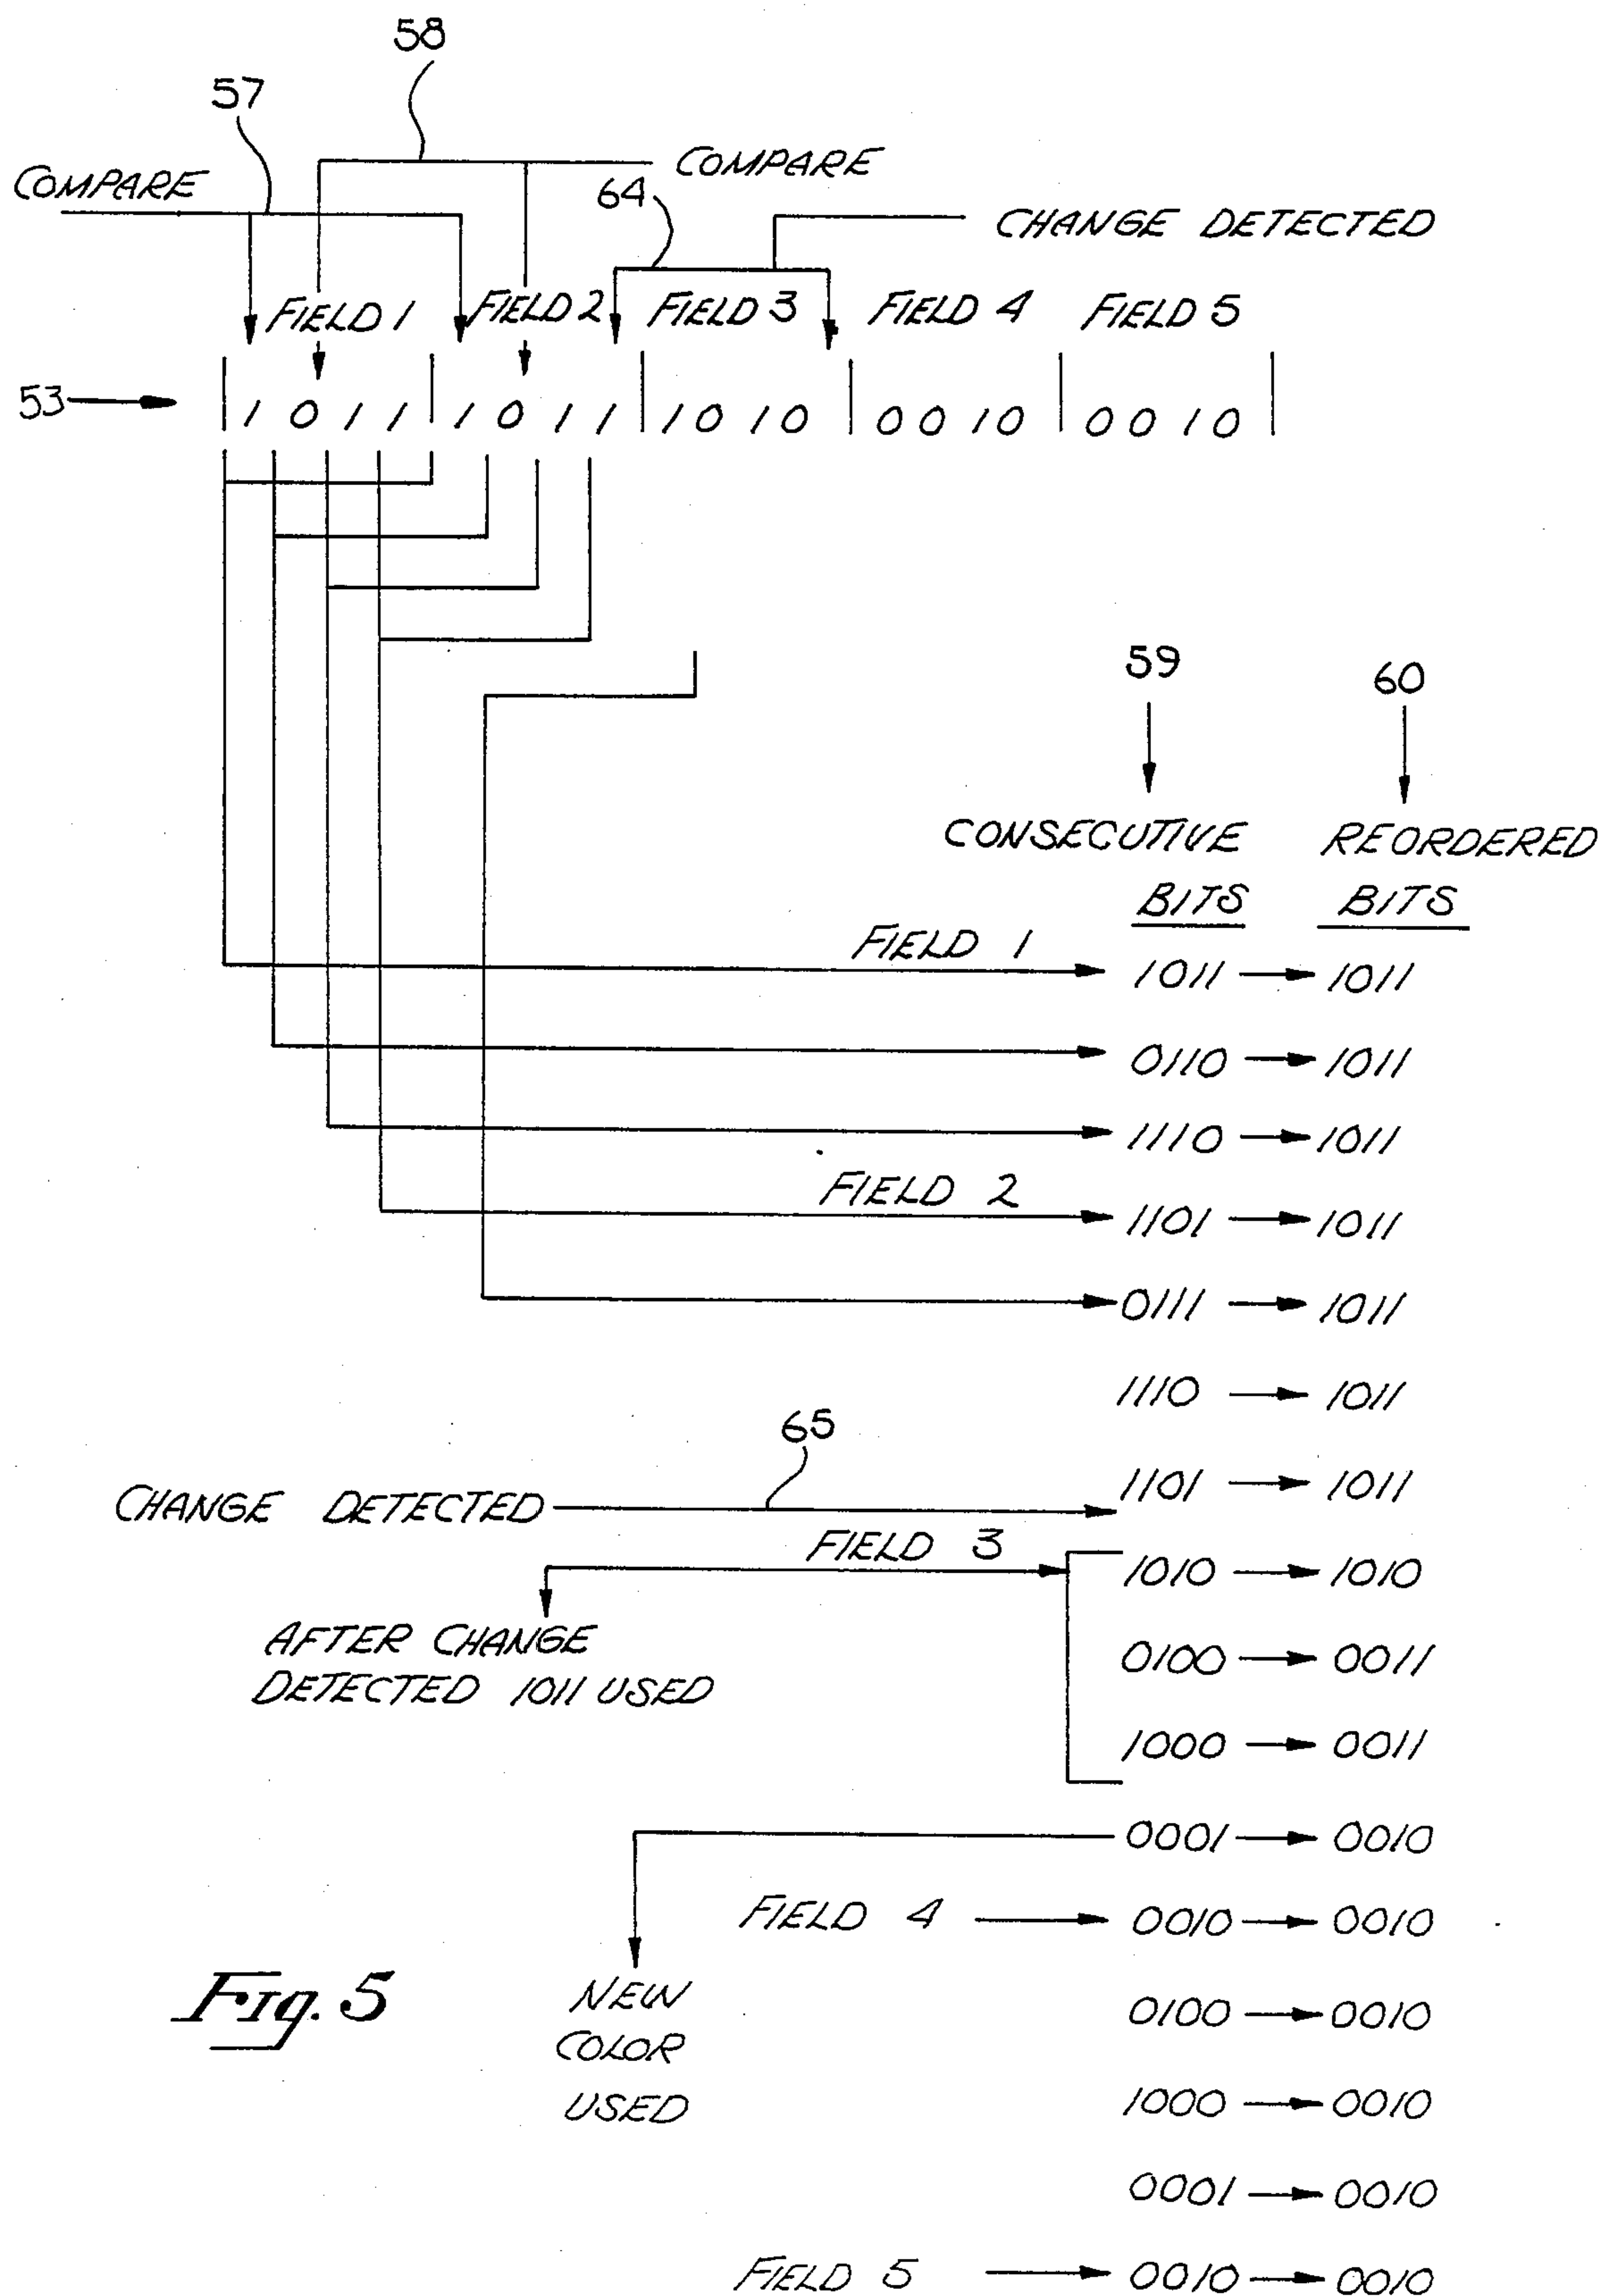 58
57
COMPARE
COMPARE
64
CHANGE DETECTED
FIELD 1 FIELD 2 FIELD 3 FIELD 4 FIELD 5
53 | 1 0 1 1 | 1 0 1 1 | 1 0 1 0 | 0 0 1 0 | 0 0 1 0 |
59
60
CONSECUTIVE REORDERED
BITS BITS
FIELD 1 1011 → 1011
0110 → 1011
1110 → 1011
FIELD 2 1101 → 1011
0111 → 1011
1110 → 1011
65
1101 → 1011
CHANGE DETECTED
FIELD 3 1010 → 1010
AFTER CHANGE
DETECTED 1011 USED
0100 → 0011
1000 → 0011
0001 → 0010
FIELD 4 → 0010 → 0010
NEW
COLOR
USED
Fig. 5
0100 → 0010
1000 → 0010
0001 → 0010
FIELD 5 → 0010 → 0010